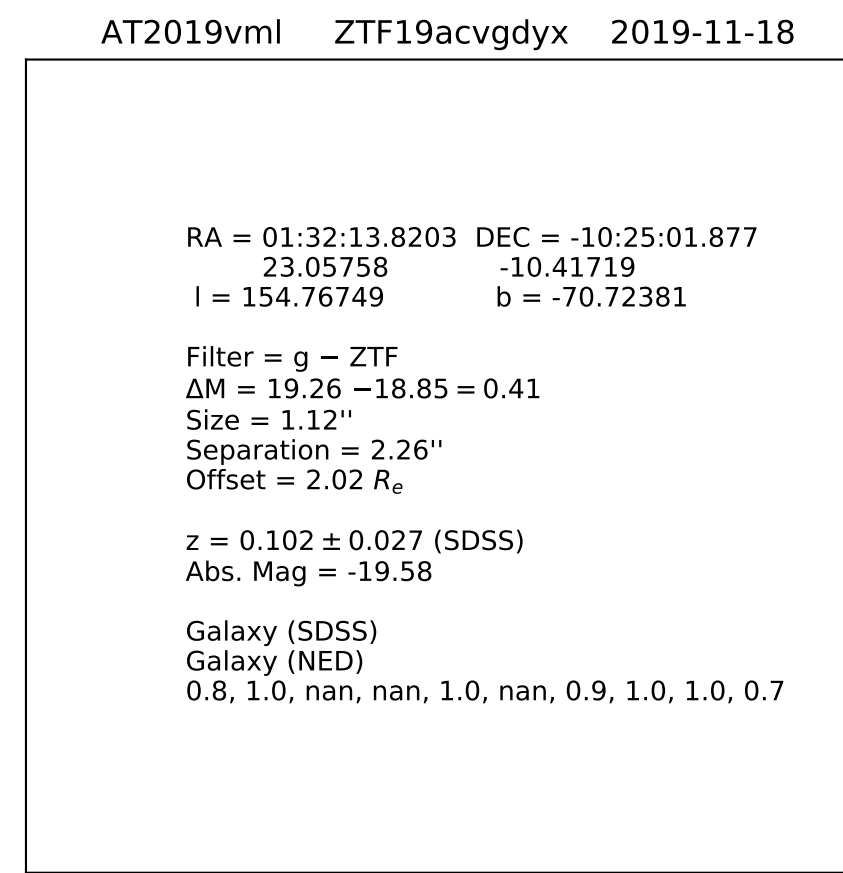 AT2019vml ZTF19acvgdyx 2019-11-18
RA = 01:32:13.8203 DEC = -10:25:01.877
23.05758 -10.41719
l = 154.76749 b = -70.72381
Filter = g − ZTF
ΔM = 19.26 −18.85 = 0.41
Size = 1.12''
Separation = 2.26''
Offset = 2.02 Rₑ
z = 0.102 ± 0.027 (SDSS)
Abs. Mag = -19.58
Galaxy (SDSS)
Galaxy (NED)
0.8, 1.0, nan, nan, 1.0, nan, 0.9, 1.0, 1.0, 0.7